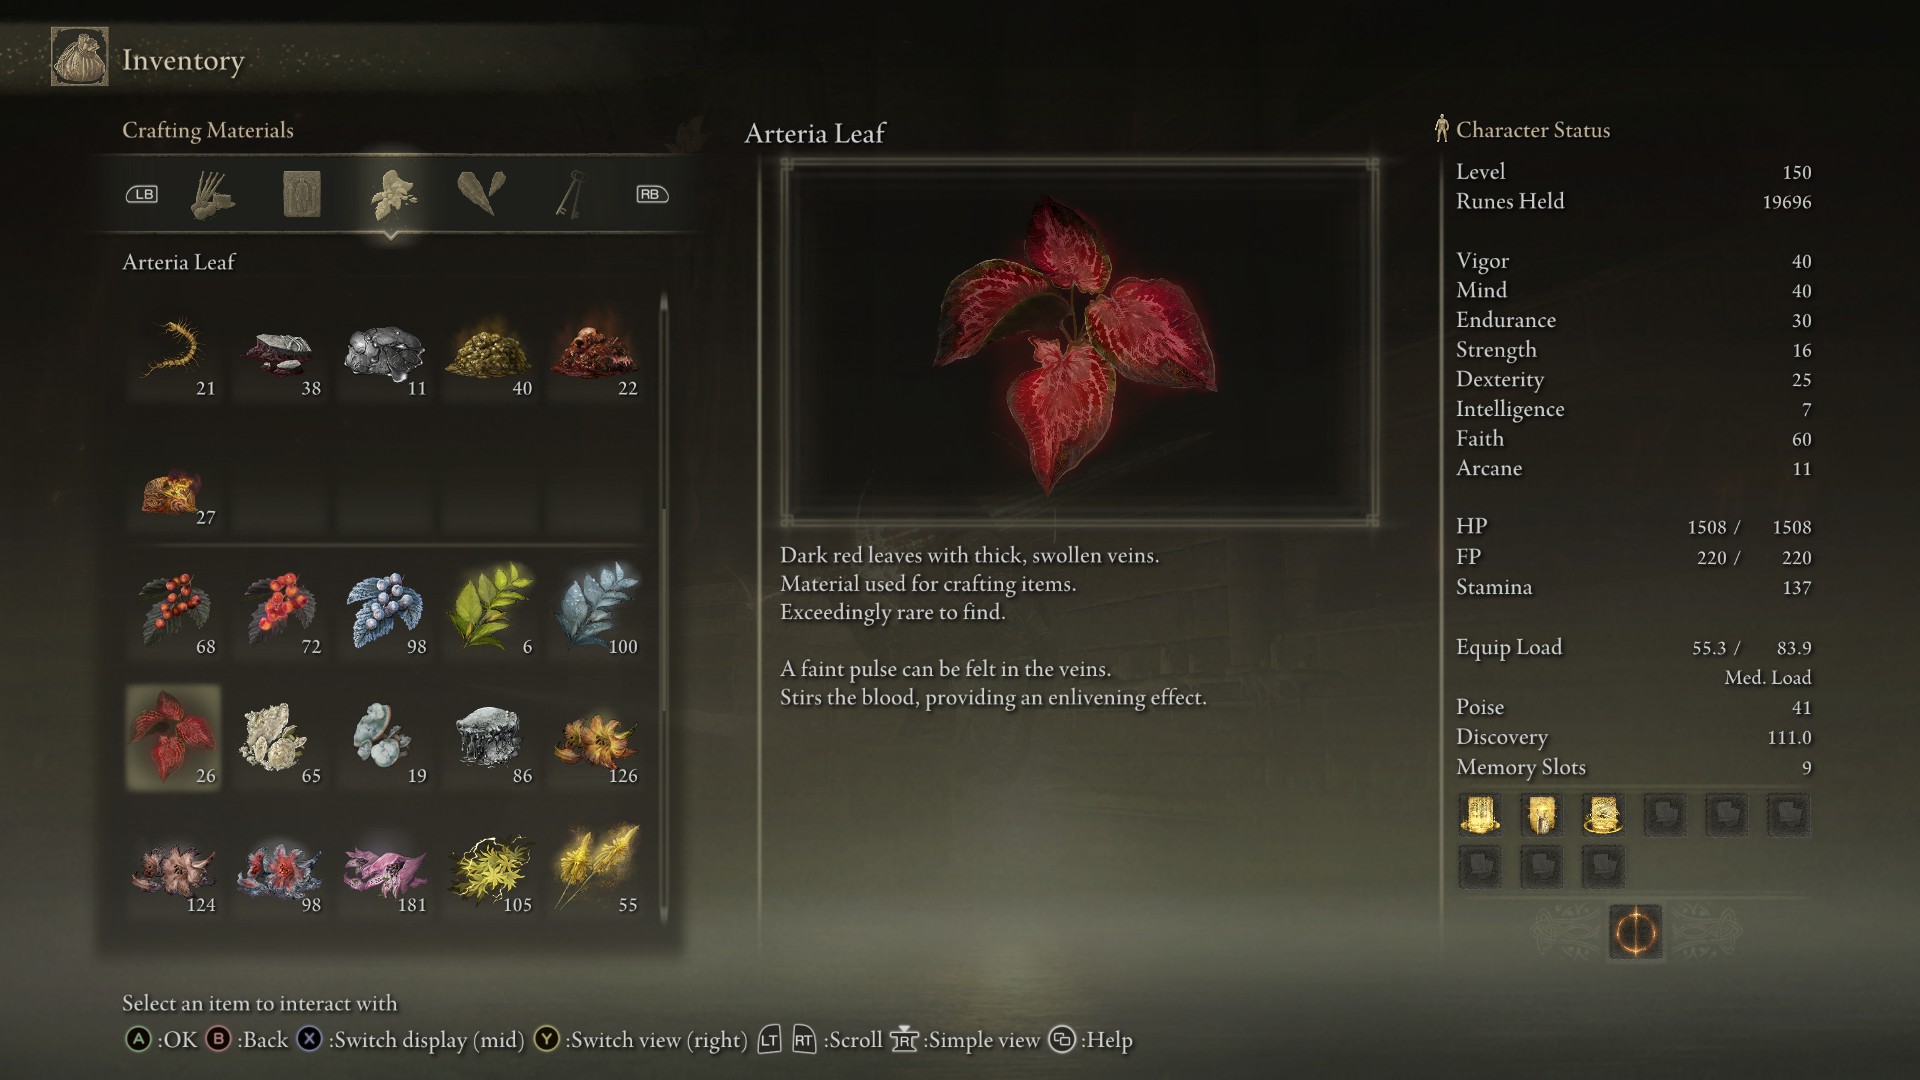 Inventory
Crafting Materials
LB
RB
Arteria Leaf
21 38 11 40 22
27
68 72 98 6 100
26 65 19 86 126
124 98 181 105 55
Arteria Leaf
Dark red leaves with thick, swollen veins.
Material used for crafting items.
Exceedingly rare to find.
A faint pulse can be felt in the veins.
Stirs the blood, providing an enlivening effect.
Character Status
Level 150
Runes Held 19696
Vigor 40
Mind 40
Endurance 30
Strength 16
Dexterity 25
Intelligence 7
Faith 60
Arcane 11
HP 1508 / 1508
FP 220 / 220
Stamina 137
Equip Load 55.3 / 83.9
Med. Load
Poise 41
Discovery 111.0
Memory Slots 9
Select an item to interact with
A :OK B :Back X :Switch display (mid) Y :Switch view (right) LT RT :Scroll R :Simple view :Help